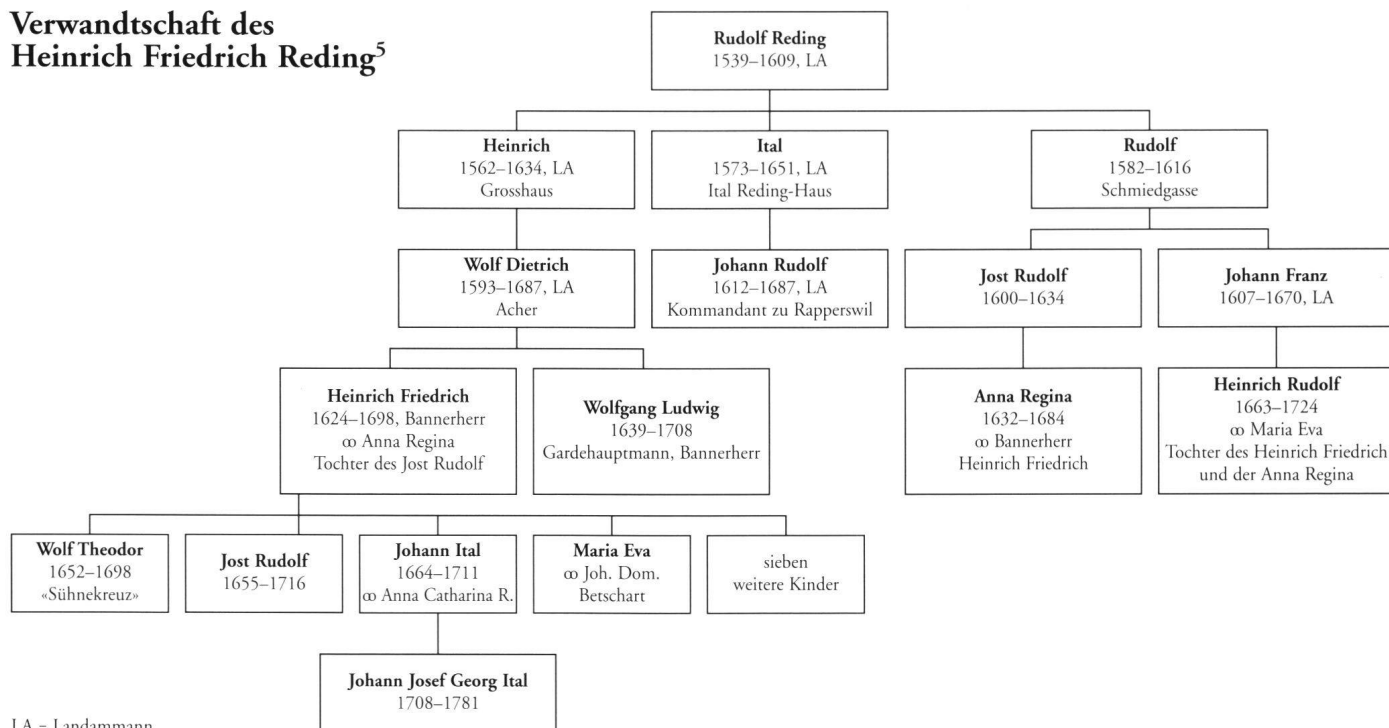 Verwandtschaft des
Heinrich Friedrich Reding⁵
Rudolf Reding
1539–1609, LA
Heinrich
1562–1634, LA
Grosshaus
Ital
1573–1651, LA
Ital Reding-Haus
Rudolf
1582–1616
Schmiedgasse
Wolf Dietrich
1593–1687, LA
Acher
Johann Rudolf
1612–1687, LA
Kommandant zu Rapperswil
Jost Rudolf
1600–1634
Johann Franz
1607–1670, LA
Heinrich Friedrich
1624–1698, Bannerherr
∞ Anna Regina
Tochter des Jost Rudolf
Wolfgang Ludwig
1639–1708
Gardehauptmann, Bannerherr
Anna Regina
1632–1684
∞ Bannerherr
Heinrich Friedrich
Heinrich Rudolf
1663–1724
∞ Maria Eva
Tochter des Heinrich Friedrich
und der Anna Regina
Wolf Theodor
1652–1698
«Sühnekreuz»
Jost Rudolf
1655–1716
Johann Ital
1664–1711
∞ Anna Catharina R.
Maria Eva
∞ Joh. Dom.
Betschart
sieben
weitere Kinder
Johann Josef Georg Ital
1708–1781
LA = Landammann